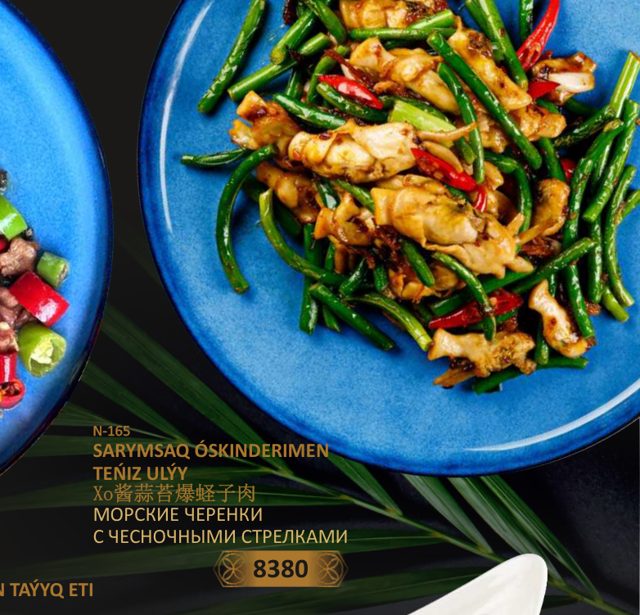 N-165
SARYMSAQ ÓSKINDERIMEN
TEŃIZ ULÝY
Xo酱蒜苔爆蛏子肉
МОРСКИЕ ЧЕРЕНКИ
С ЧЕСНОЧНЫМИ СТРЕЛКАМИ
8380
N TAÝYQ ETI